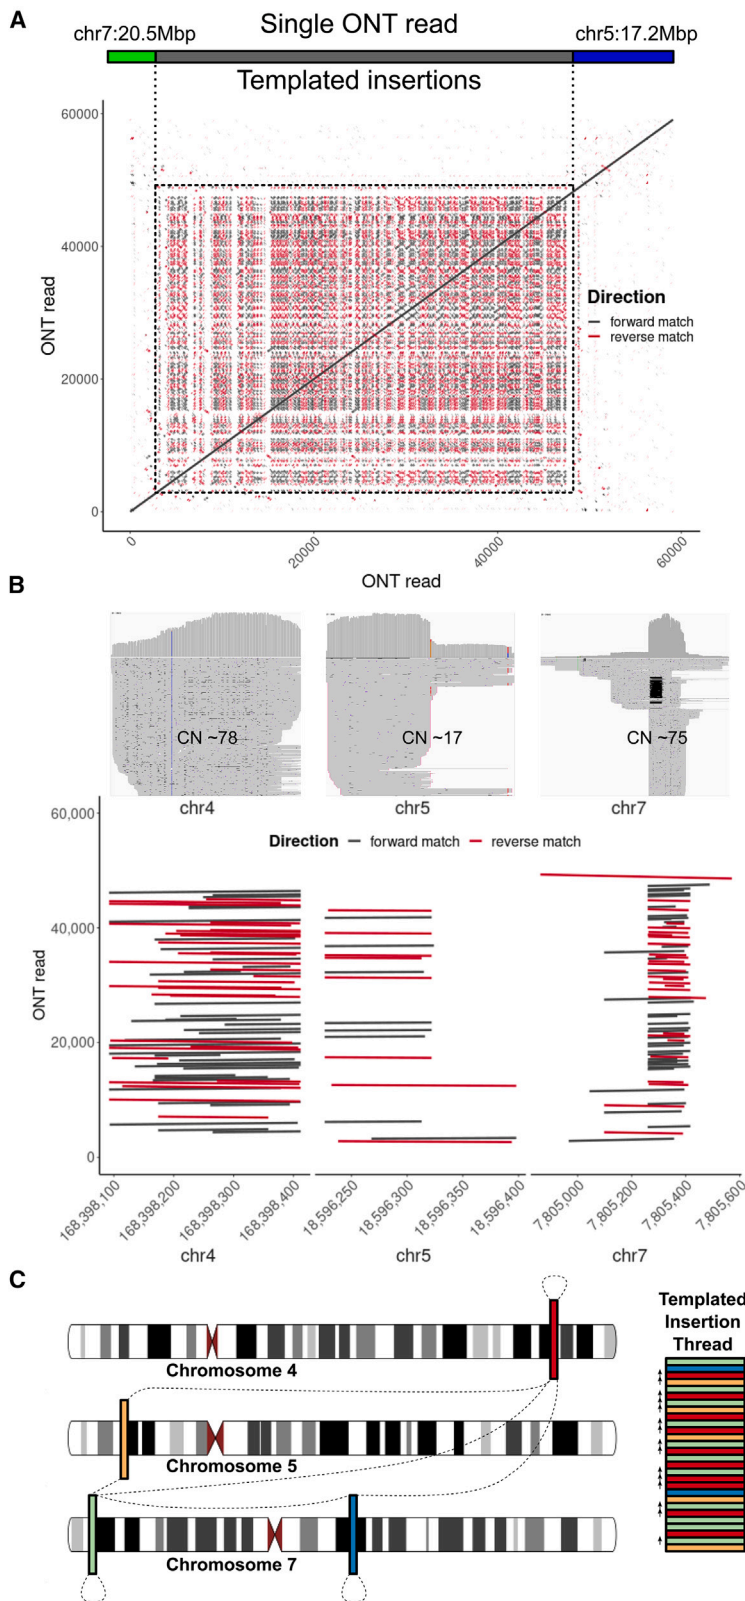 A
Single ONT read
chr7:20.5Mbp
chr5:17.2Mbp
Templated insertions
60000
40000
20000
0
ONT read
Direction
forward match
reverse match
0
20000
40000
60000
ONT read
B
CN ~78
CN ~17
CN ~75
chr4
chr5
chr7
60,000
Direction
forward match
reverse match
40,000
20,000
0
ONT read
168,398,100
168,398,200
168,398,300
168,398,400
18,596,250
18,596,300
18,596,350
18,596,400
7,805,000
7,805,200
7,805,400
7,805,600
chr4
chr5
chr7
C
Templated
Insertion
Thread
Chromosome 4
Chromosome 5
Chromosome 7